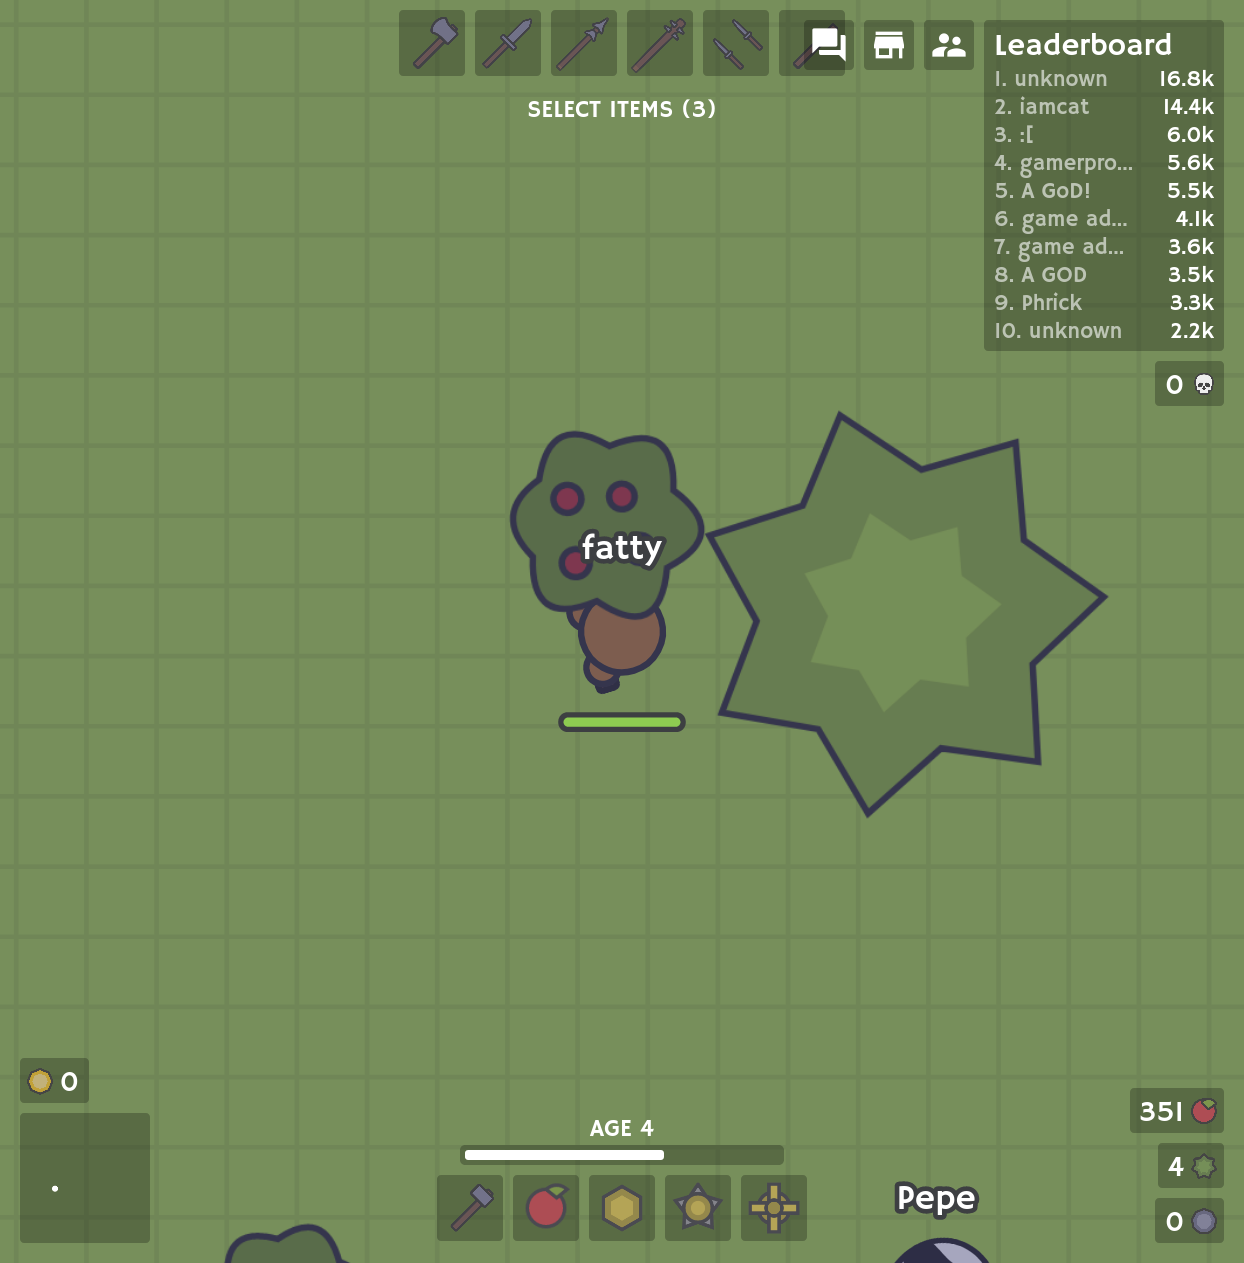 SELECT ITEMS (3)
Leaderboard
1. unknown 16.8k
2. iamcat 14.4k
3. :[ 6.0k
4. gamerpro... 5.6k
5. A GoD! 5.5k
6. game ad... 4.1k
7. game ad... 3.6k
8. A GOD 3.5k
9. Phrick 3.3k
10. unknown 2.2k
0
fatty
0
AGE 4
351
4
Pepe
0